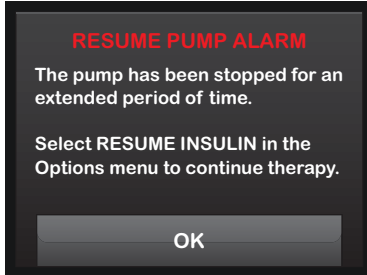 RESUME PUMP ALARM
The pump has been stopped for an
extended period of time.
Select RESUME INSULIN in the
Options menu to continue therapy.
OK